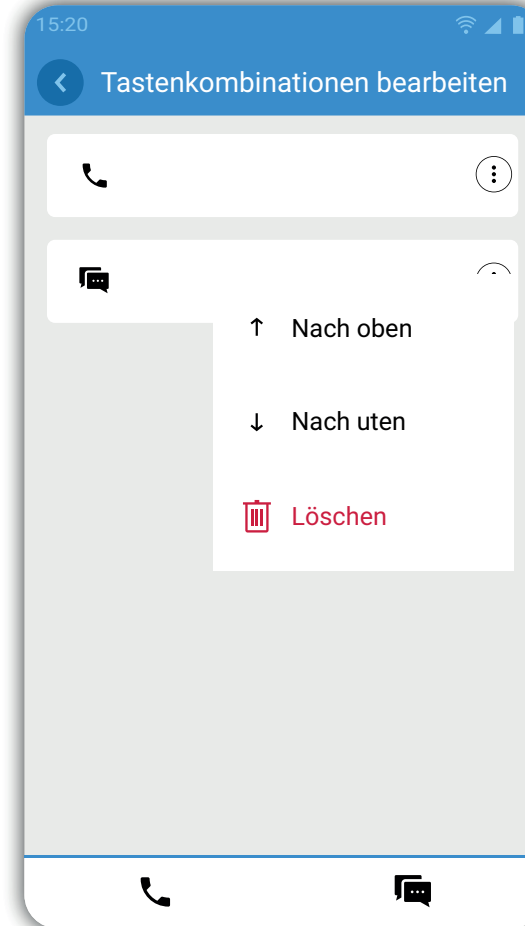 15:20
Tastenkombinationen bearbeiten
Nach oben
Nach uten
Löschen